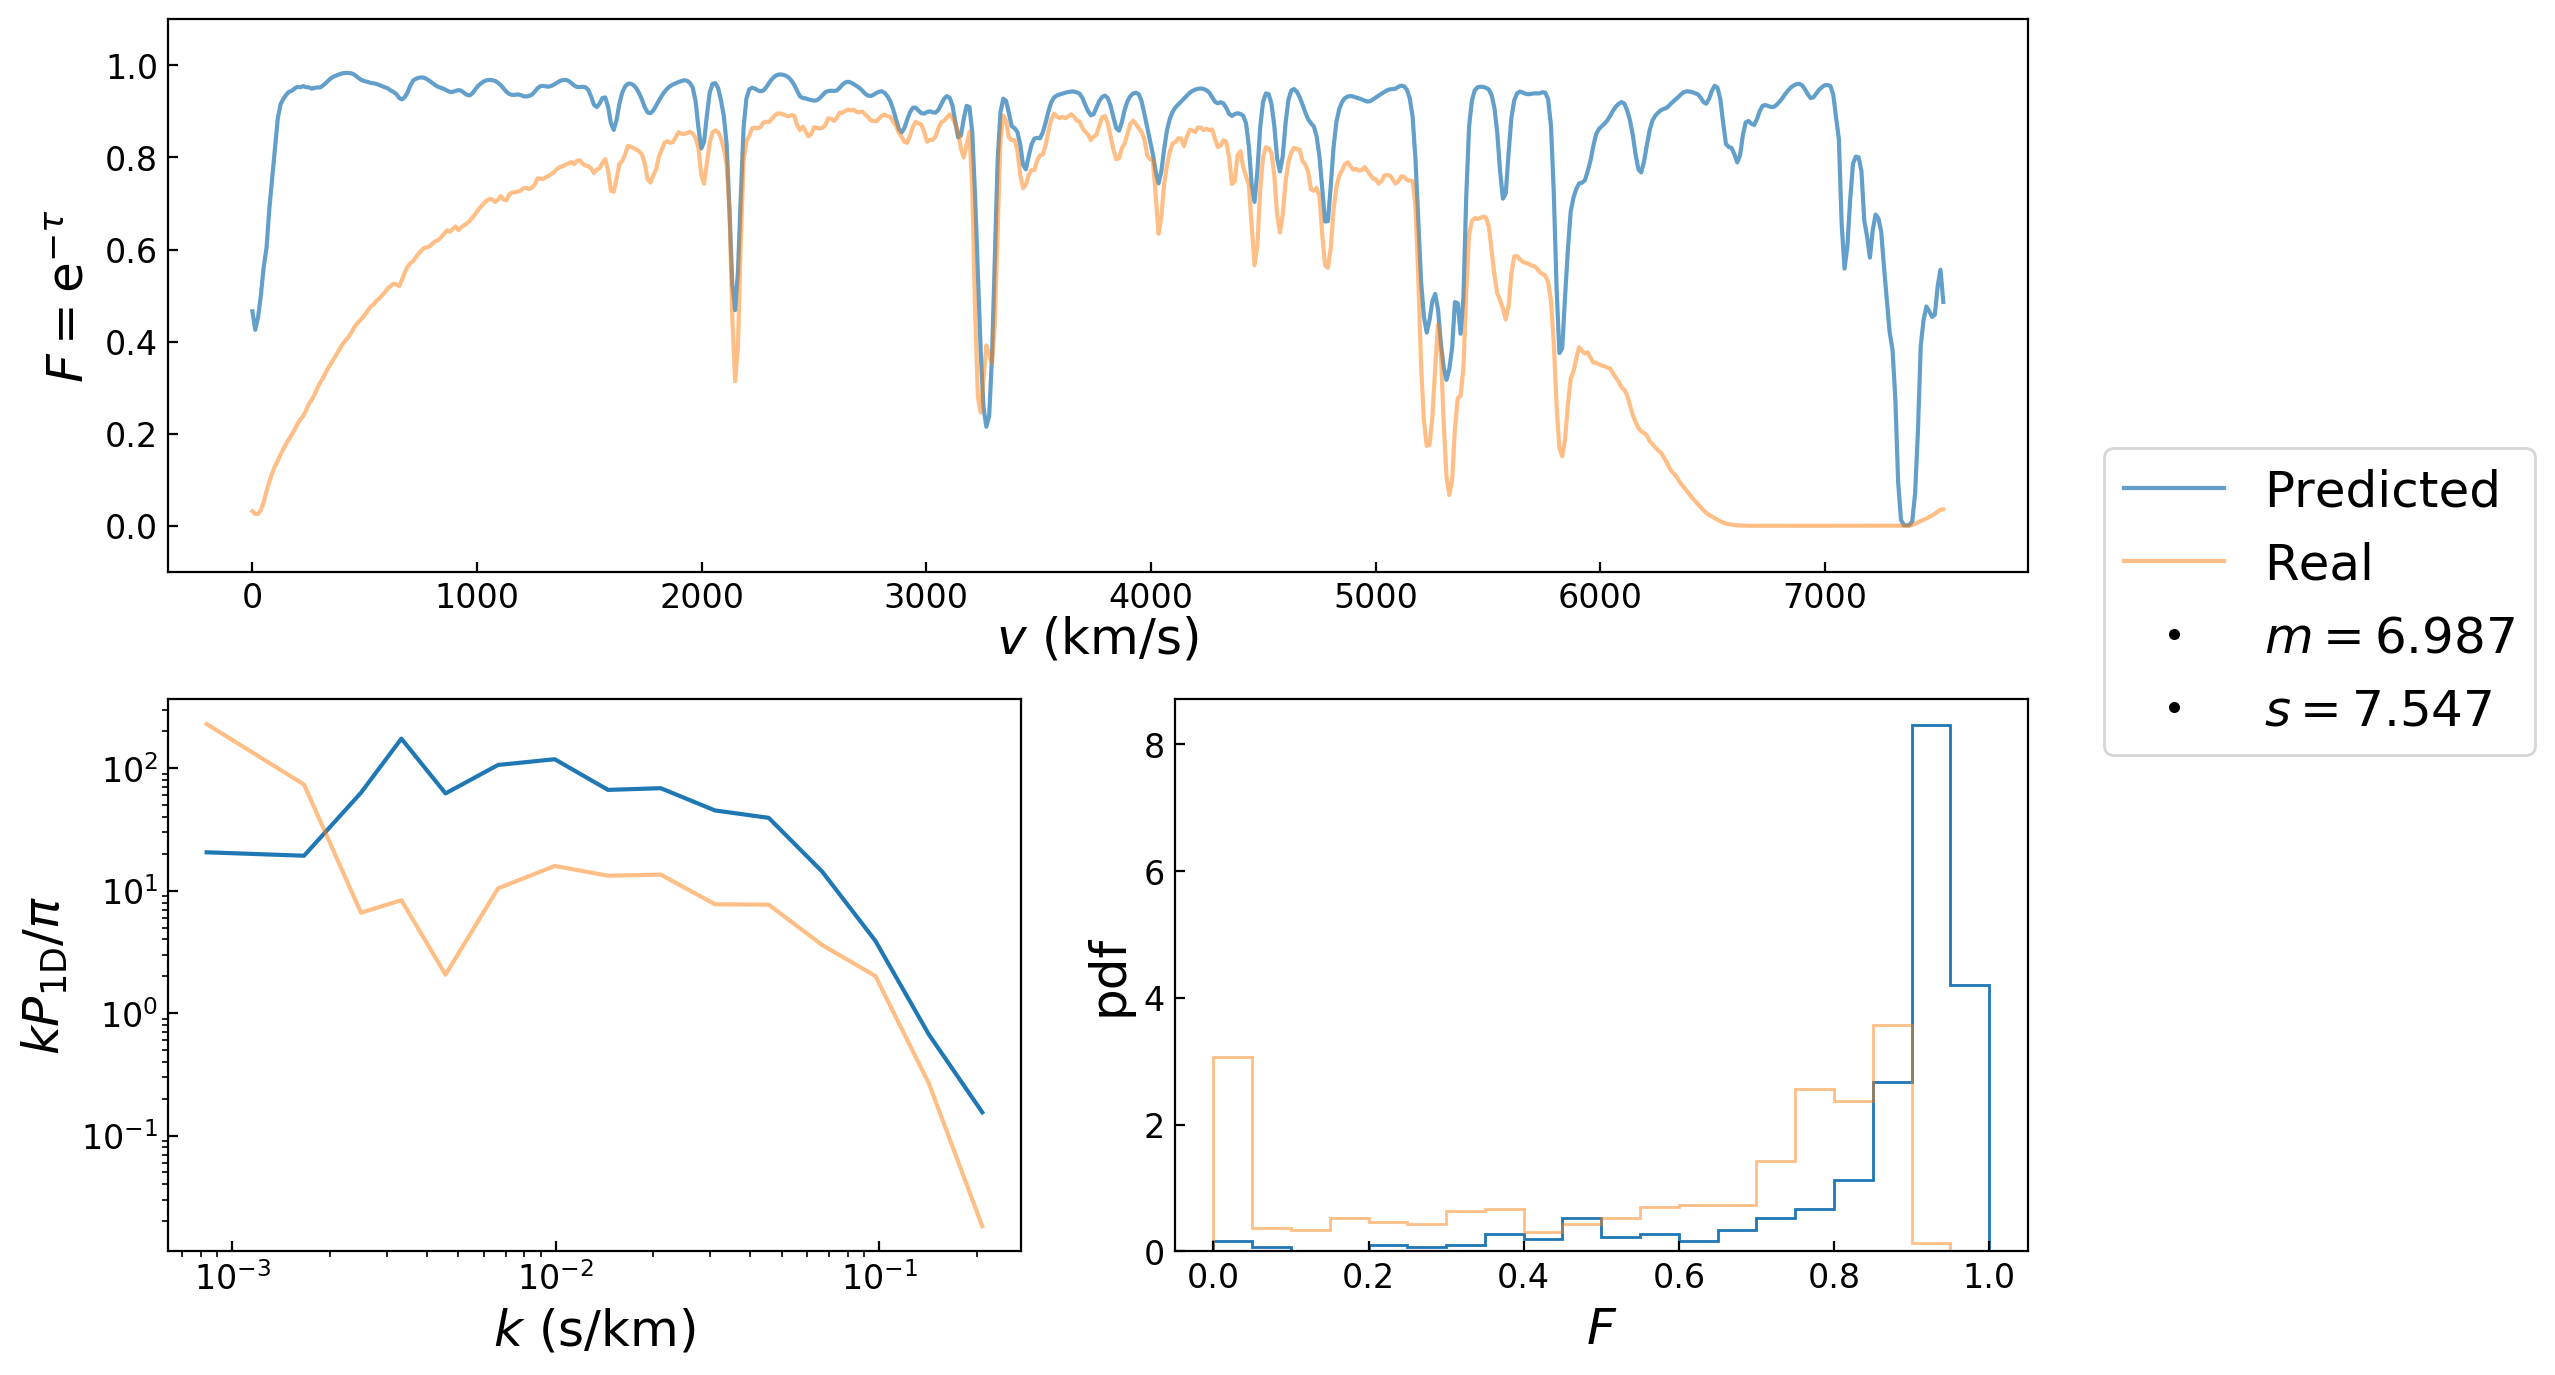 1.0
0.8
0.6
0.4
0.2
0.0
F = e^{−τ}
0 1000 2000 3000 4000 5000 6000 7000
v (km/s)
Predicted
Real
m = 6.987
s = 7.547
10^2
10^1
10^0
10^{−1}
kP_{1D}/π
10^{−3} 10^{−2} 10^{−1}
k (s/km)
8
6
4
2
0
pdf
0.0 0.2 0.4 0.6 0.8 1.0
F